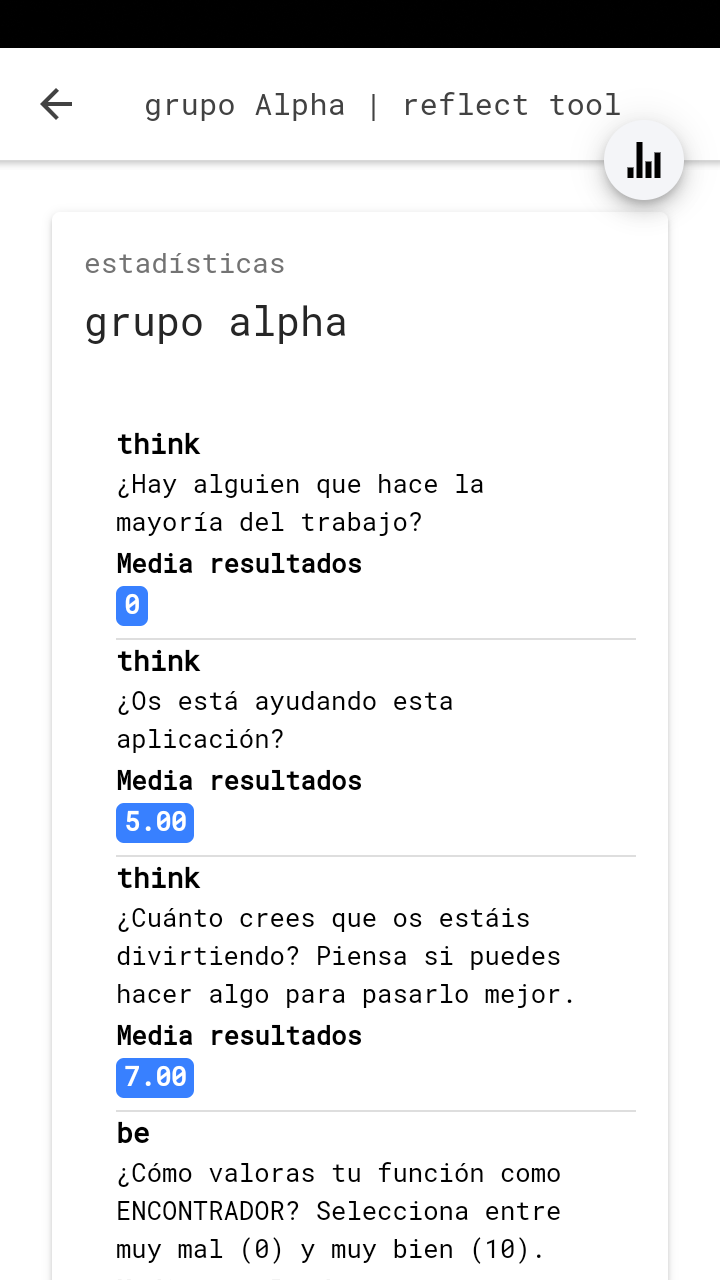 grupo Alpha | reflect tool
estadísticas
grupo alpha
think
¿Hay alguien que hace la
mayoría del trabajo?
Media resultados
0
think
¿Os está ayudando esta
aplicación?
Media resultados
5.00
think
¿Cuánto crees que os estáis
divirtiendo? Piensa si puedes
hacer algo para pasarlo mejor.
Media resultados
7.00
be
¿Cómo valoras tu función como
ENCONTRADOR? Selecciona entre
muy mal (0) y muy bien (10).